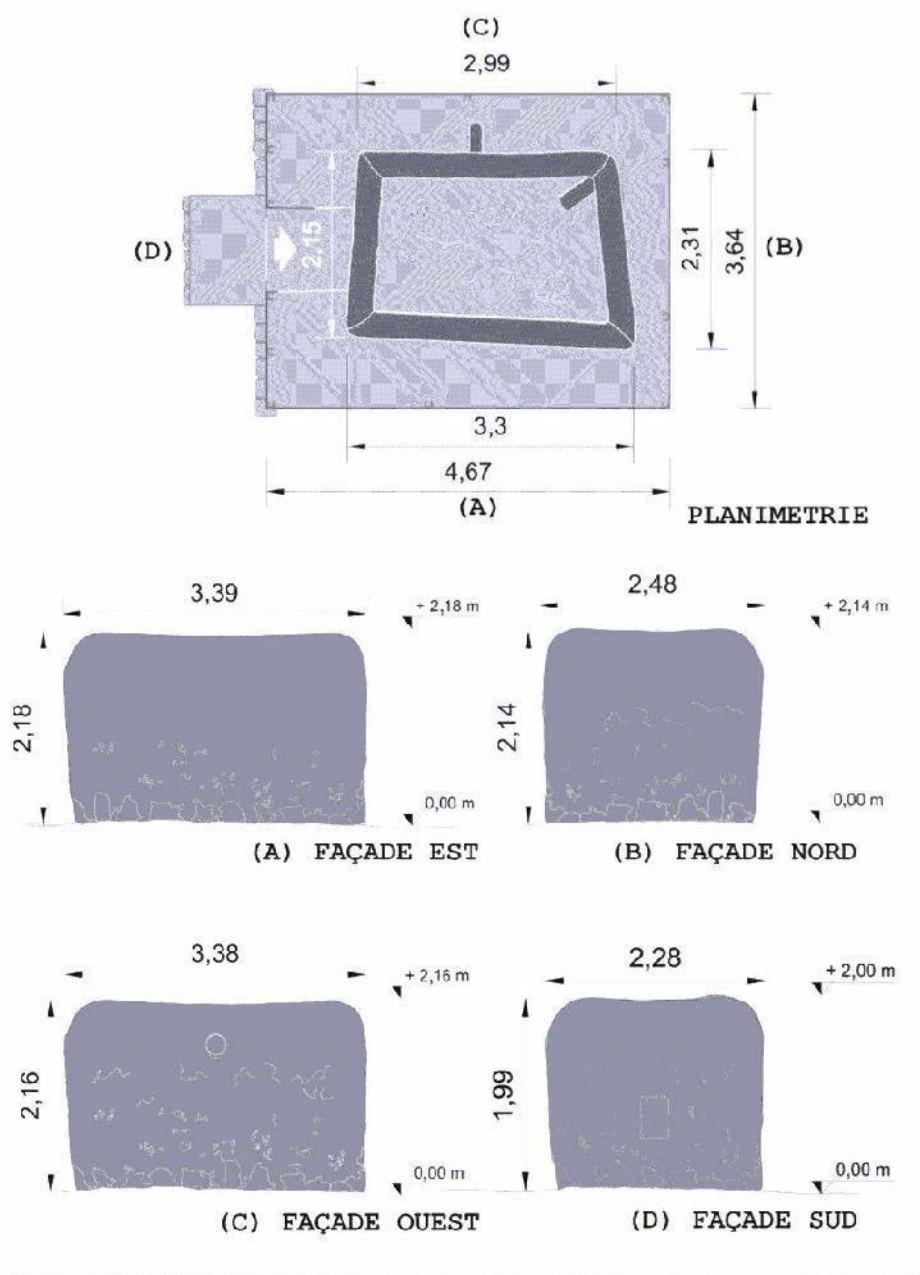 (C)
2,99
(D)
2,15
2,31
3,64
(B)
3,3
4,67
(A)
PLANIMETRIE
3,39
+ 2,18 m
2,18
0,00 m
(A) FAÇADE EST
2,48
+ 2,14 m
2,14
0,00 m
(B) FAÇADE NORD
3,38
+ 2,16 m
2,16
0,00 m
(C) FAÇADE OUEST
2,28
+ 2,00 m
1,99
0,00 m
(D) FAÇADE SUD